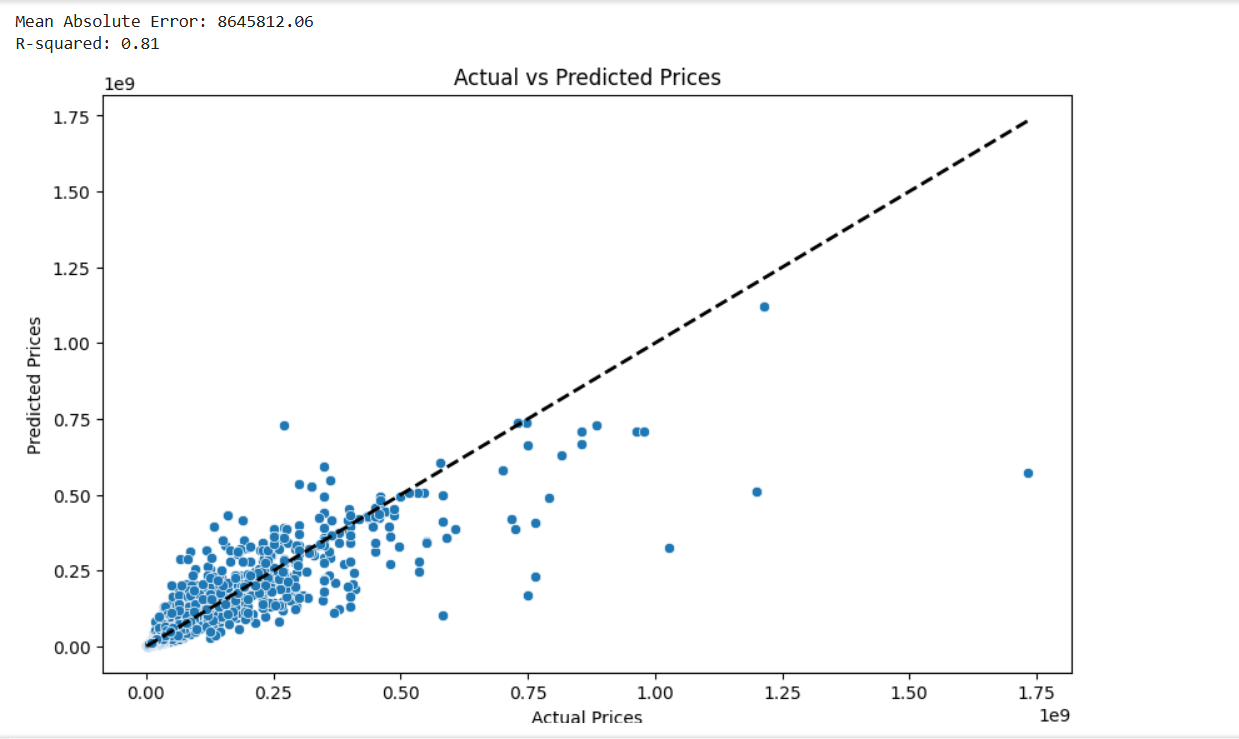 Mean Absolute Error: 8645812.06
R-squared: 0.81
Actual vs Predicted Prices
1e9
1.75
1.50
1.25
1.00
0.75
0.50
0.25
0.00
Predicted Prices
0.00 0.25 0.50 0.75 1.00 1.25 1.50 1.75
1e9
Actual Prices